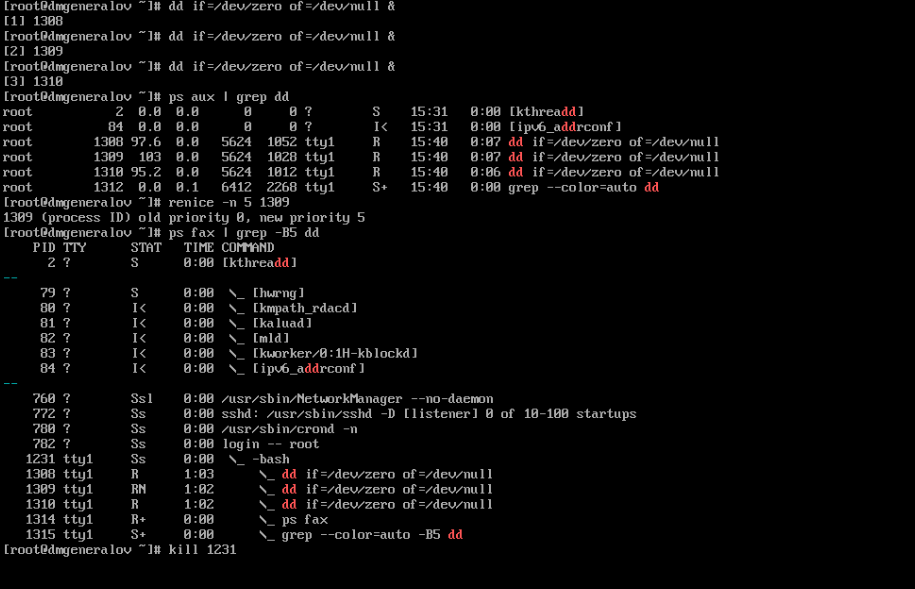 [root@dmgeneralov ~]# dd if=/dev/zero of=/dev/null &
[1] 1308
[root@dmgeneralov ~]# dd if=/dev/zero of=/dev/null &
[2] 1309
[root@dmgeneralov ~]# dd if=/dev/zero of=/dev/null &
[3] 1310
[root@dmgeneralov ~]# ps aux | grep dd
root           2  0.0  0.0      0     0 ?        S    15:31   0:00 [kthreadd]
root          84  0.0  0.0      0     0 ?        I<   15:31   0:00 [ipv6_addrconf]
root        1308 97.6  0.0   5624  1052 tty1     R    15:40   0:07 dd if=/dev/zero of=/dev/null
root        1309  103  0.0   5624  1028 tty1     R    15:40   0:07 dd if=/dev/zero of=/dev/null
root        1310 95.2  0.0   5624  1012 tty1     R    15:40   0:06 dd if=/dev/zero of=/dev/null
root        1312  0.0  0.1   6412  2268 tty1     S+   15:40   0:00 grep --color=auto dd
[root@dmgeneralov ~]# renice -n 5 1309
1309 (process ID) old priority 0, new priority 5
[root@dmgeneralov ~]# ps fax | grep -B5 dd
    PID TTY      STAT   TIME COMMAND
      2 ?        S      0:00 [kthreadd]
--
     79 ?        S      0:00  \_ [hwrng]
     80 ?        I<     0:00  \_ [kmpath_rdacd]
     81 ?        I<     0:00  \_ [kaluad]
     82 ?        I<     0:00  \_ [mld]
     83 ?        I<     0:00  \_ [kworker/0:1H-kblockd]
     84 ?        I<     0:00  \_ [ipv6_addrconf]
--
    760 ?        Ssl    0:00 /usr/sbin/NetworkManager --no-daemon
    772 ?        Ss     0:00 sshd: /usr/sbin/sshd -D [listener] 0 of 10-100 startups
    780 ?        Ss     0:00 /usr/sbin/crond -n
    782 ?        Ss     0:00 login -- root
   1231 tty1     Ss     0:00  \_ -bash
   1308 tty1     R      1:03      \_ dd if=/dev/zero of=/dev/null
   1309 tty1     RN     1:02      \_ dd if=/dev/zero of=/dev/null
   1310 tty1     R      1:02      \_ dd if=/dev/zero of=/dev/null
   1314 tty1     R+     0:00      \_ ps fax
   1315 tty1     S+     0:00      \_ grep --color=auto -B5 dd
[root@dmgeneralov ~]# kill 1231